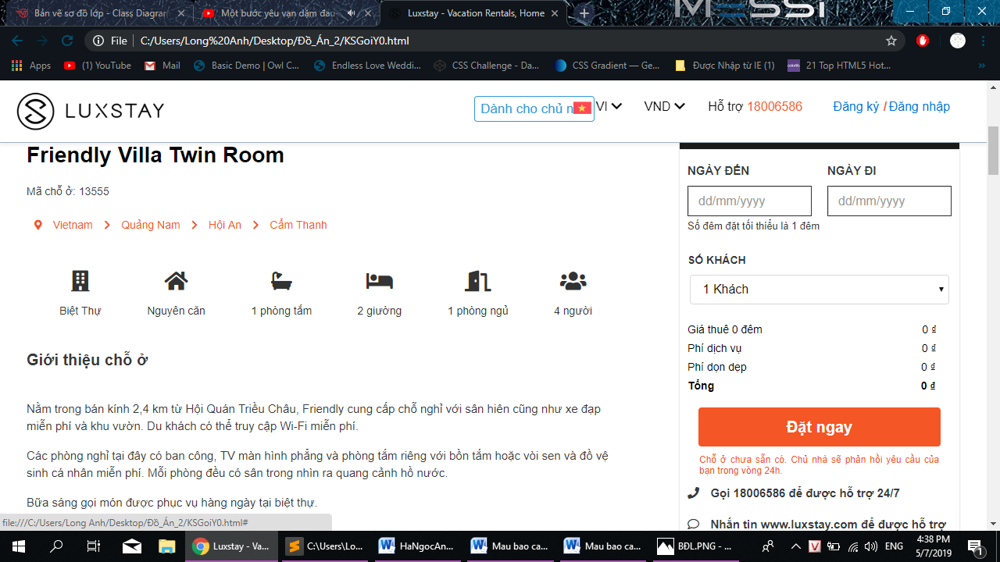 MESSI
Bản vẽ sơ đồ lớp - Class Diagram
Một bước yêu vạn dặm đau
Luxstay - Vacation Rentals, Home
File C:/Users/Long%20Anh/Desktop/Đồ_Án_2/KSGoiY0.html
Apps (1) YouTube Mail Basic Demo | Owl C... Endless Love Weddi... CSS Challenge - Da... CSS Gradient — Ge... Được Nhập từ IE (1) 21 Top HTML5 Hot... »
LUXSTAY Dành cho chủ n VI VND Hỗ trợ 18006586 Đăng ký / Đăng nhập
Friendly Villa Twin Room
Mã chỗ ở: 13555
Vietnam Quảng Nam Hội An Cẩm Thanh
Biệt Thự Nguyên căn 1 phòng tắm 2 giường 1 phòng ngủ 4 người
Giới thiệu chỗ ở
Nằm trong bán kính 2,4 km từ Hội Quán Triều Châu, Friendly cung cấp chỗ nghỉ với sân hiên cũng như xe đạp
miễn phí và khu vườn. Du khách có thể truy cập Wi-Fi miễn phí.
Các phòng nghỉ tại đây có ban công, TV màn hình phẳng và phòng tắm riêng với bồn tắm hoặc vòi sen và đồ vệ
sinh cá nhân miễn phí. Mỗi phòng đều có sân trong nhìn ra quang cảnh hồ nước.
Bữa sáng gọi món được phục vụ hàng ngày tại biệt thự.
NGÀY ĐẾN NGÀY ĐI
dd/mm/yyyy dd/mm/yyyy
Số đêm đặt tối thiểu là 1 đêm
SỐ KHÁCH
1 Khách
Giá thuê 0 đêm 0 ₫
Phí dịch vụ 0 ₫
Phí dọn dẹp 0 ₫
Tổng 0 ₫
Đặt ngay
Chỗ ở chưa sẵn có. Chủ nhà sẽ phản hồi yêu cầu của
bạn trong vòng 24h.
Gọi 18006586 để được hỗ trợ 24/7
Nhắn tin www.luxstay.com để được hỗ trợ
file:///C:/Users/Long Anh/Desktop/Đồ_Án_2/KSGoiY0.html#
Luxstay - Va... C:\Users\Lo... HaNgocAn... Mau bao ca... Mau bao ca... BĐL.PNG - ... V ENG
4:38 PM
5/7/2019
1